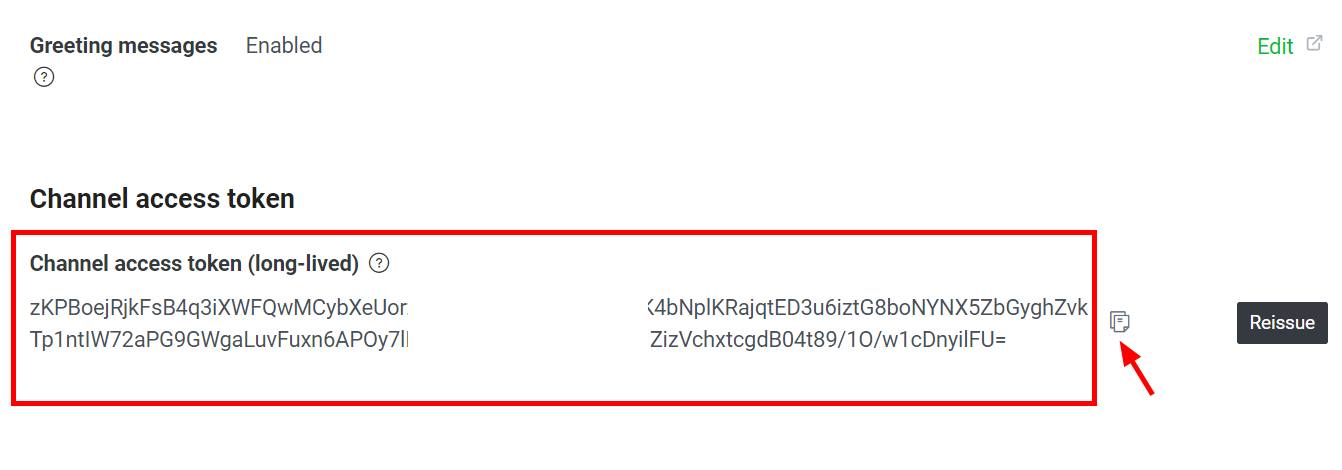 Greeting messages Enabled Edit
Channel access token
Channel access token (long-lived)
zKPBoejRjkFsB4q3iXWFQwMCybXeUor 4bNplKRajqtED3u6iztG8boNYNX5ZbGyghZvk
Reissue
Tp1ntIW72aPG9GWgaLuvFuxn6APOy7l ZizVchxtcgdB04t89/1O/w1cDnyilFU=